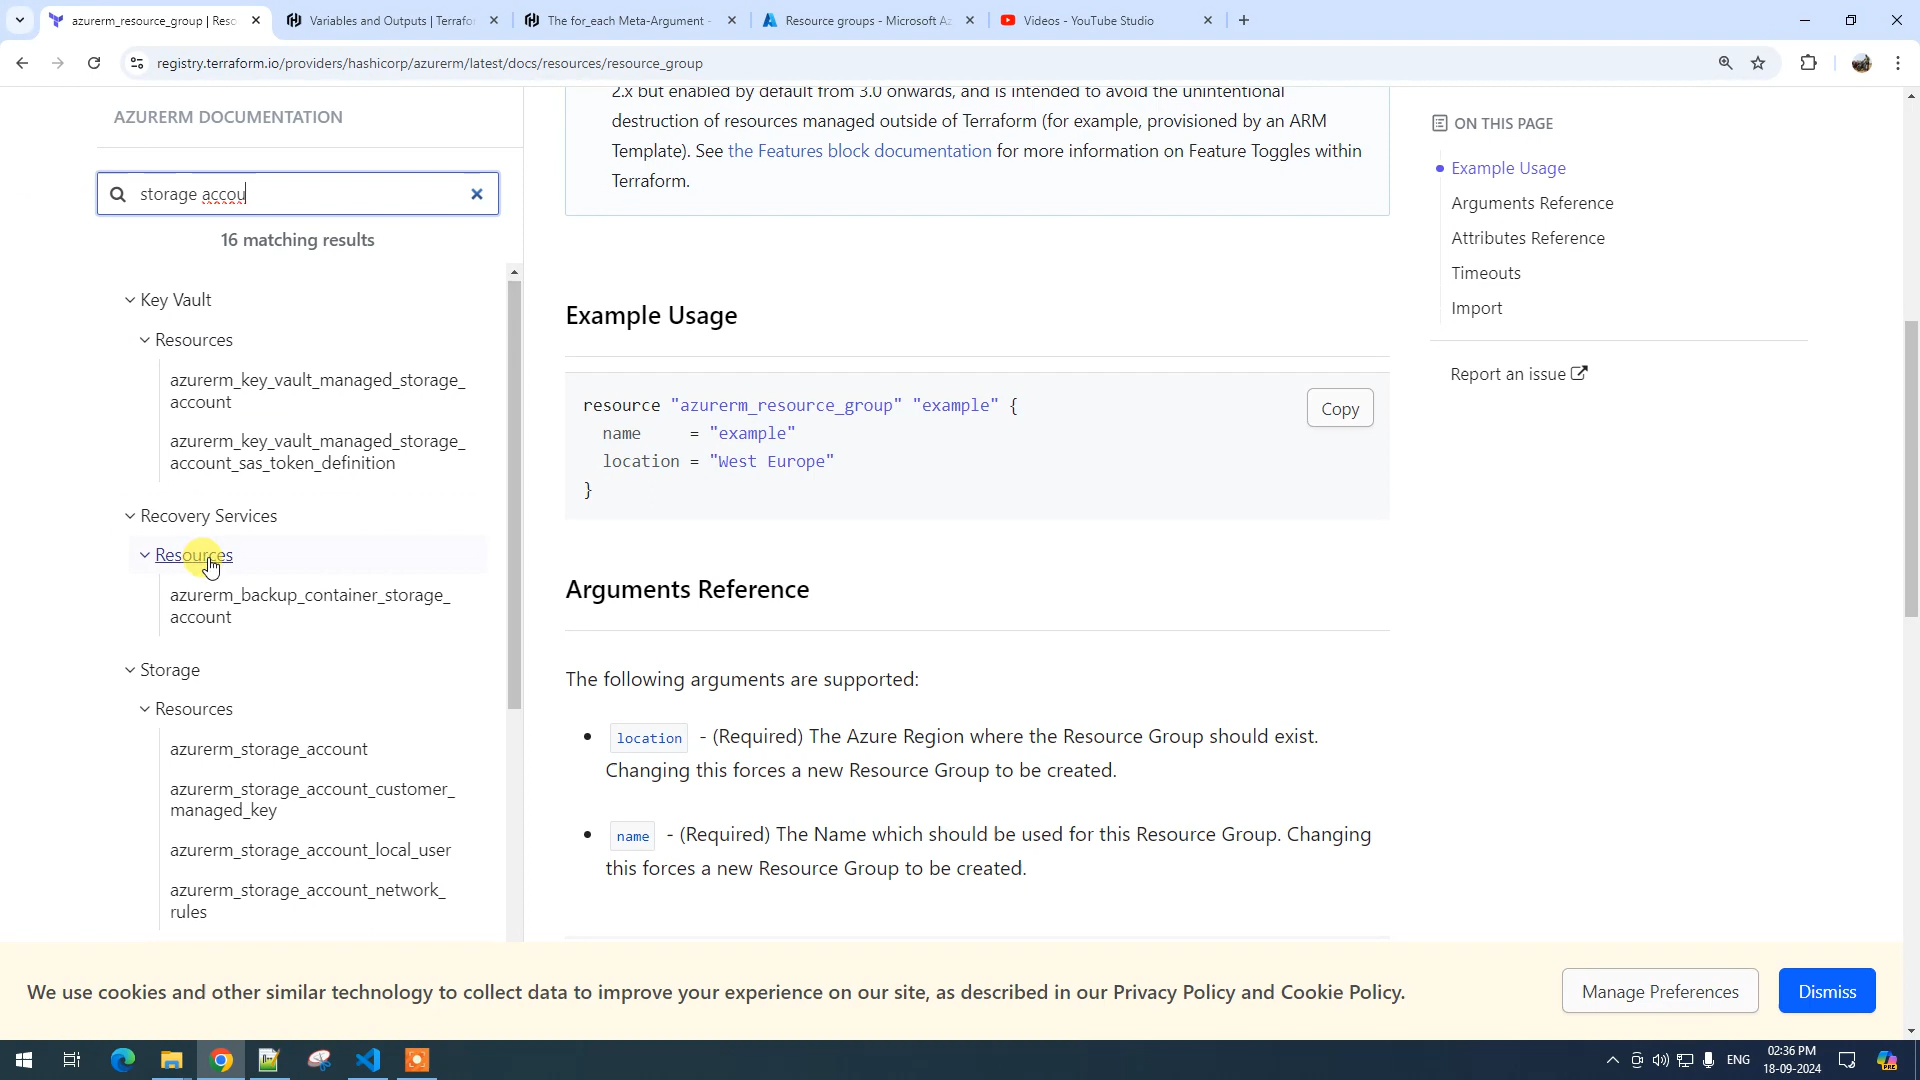 azurerm_resource_group | Reso
Variables and Outputs | Terrafo
The for_each Meta-Argument -
Resource groups - Microsoft Az
Videos - YouTube Studio
registry.terraform.io/providers/hashicorp/azurerm/latest/docs/resources/resource_group
AZURERM DOCUMENTATION
storage accou
16 matching results
Key Vault
Resources
azurerm_key_vault_managed_storage_
account
azurerm_key_vault_managed_storage_
account_sas_token_definition
Recovery Services
Resources
azurerm_backup_container_storage_
account
Storage
Resources
azurerm_storage_account
azurerm_storage_account_customer_
managed_key
azurerm_storage_account_local_user
azurerm_storage_account_network_
rules
2.x but enabled by default from 3.0 onwards, and is intended to avoid the unintentional
destruction of resources managed outside of Terraform (for example, provisioned by an ARM
Template). See the Features block documentation for more information on Feature Toggles within
Terraform.
Example Usage
resource "azurerm_resource_group" "example" {
name     = "example"
location = "West Europe"
}
Copy
Arguments Reference
The following arguments are supported:
• location - (Required) The Azure Region where the Resource Group should exist.
Changing this forces a new Resource Group to be created.
• name - (Required) The Name which should be used for this Resource Group. Changing
this forces a new Resource Group to be created.
ON THIS PAGE
Example Usage
Arguments Reference
Attributes Reference
Timeouts
Import
Report an issue
We use cookies and other similar technology to collect data to improve your experience on our site, as described in our Privacy Policy and Cookie Policy.
Manage Preferences
Dismiss
ENG
02:36 PM
18-09-2024